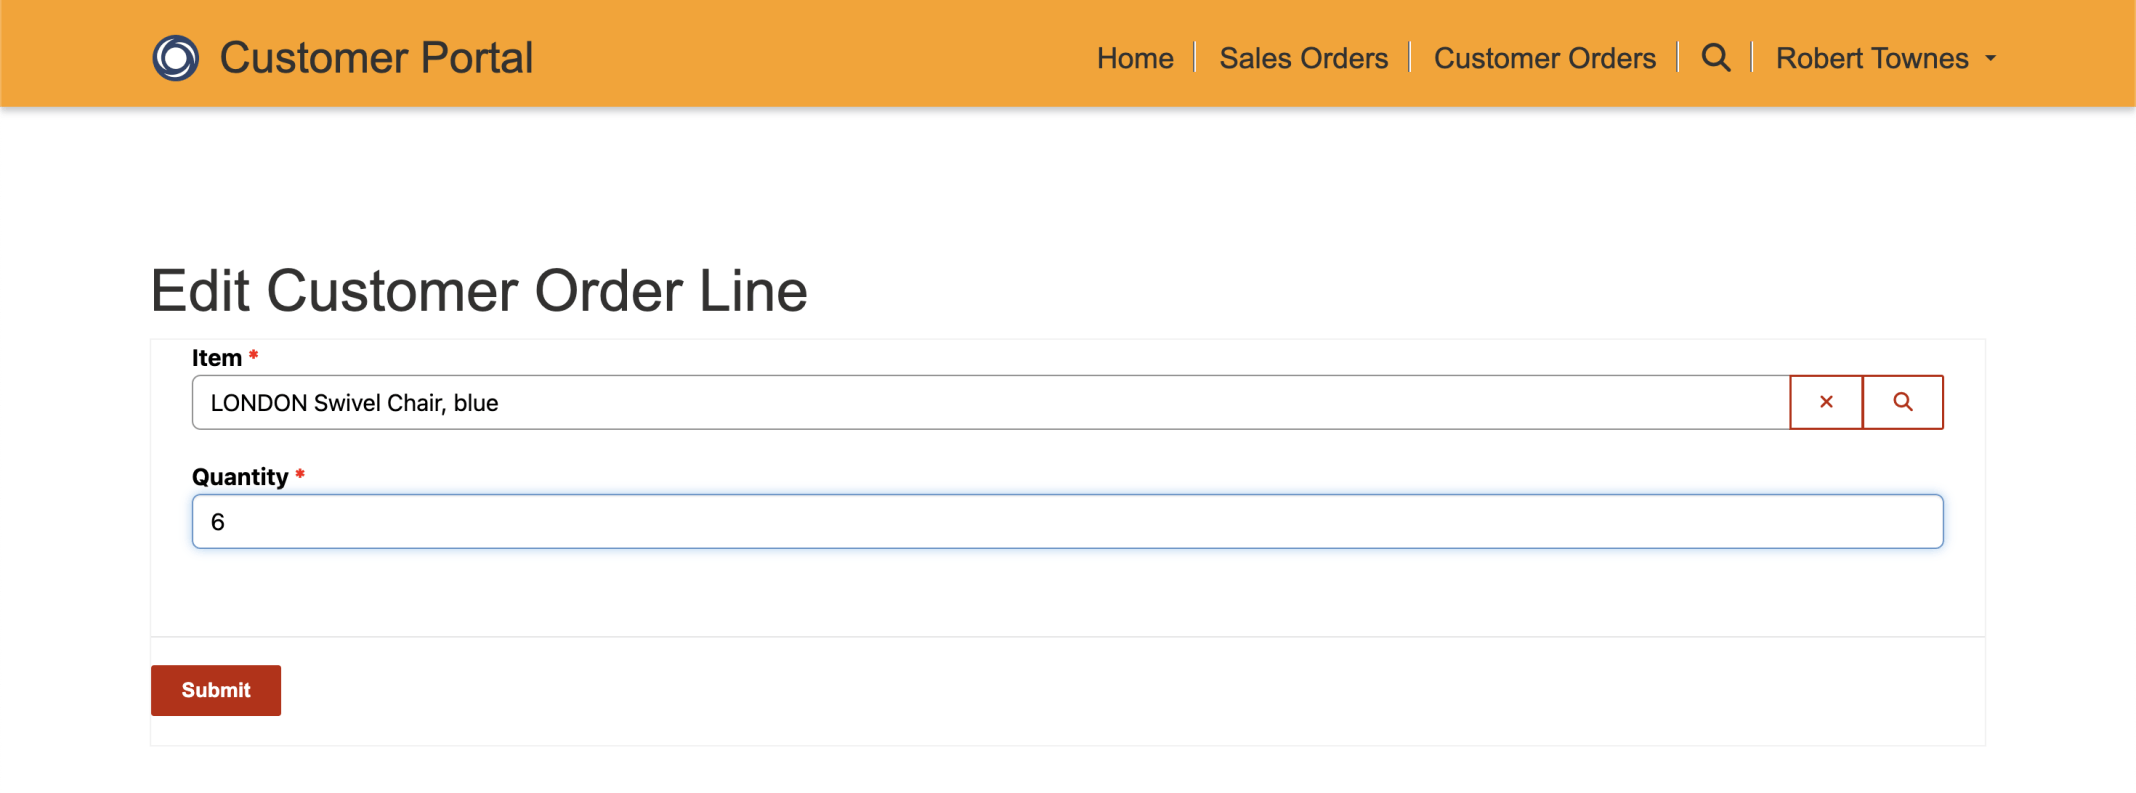 Customer Portal
Home
Sales Orders
Customer Orders
Robert Townes
Edit Customer Order Line
Item *
LONDON Swivel Chair, blue
Quantity *
6
Submit